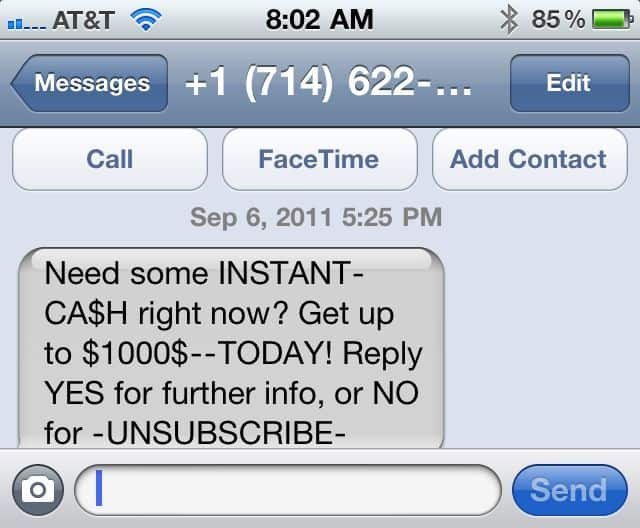 AT&T 8:02 AM 85%
Messages +1 (714) 622-... Edit
Call FaceTime Add Contact
Sep 6, 2011 5:25 PM
Need some INSTANT-
CA$H right now? Get up
to $1000$--TODAY! Reply
YES for further info, or NO
for -UNSUBSCRIBE-
Send